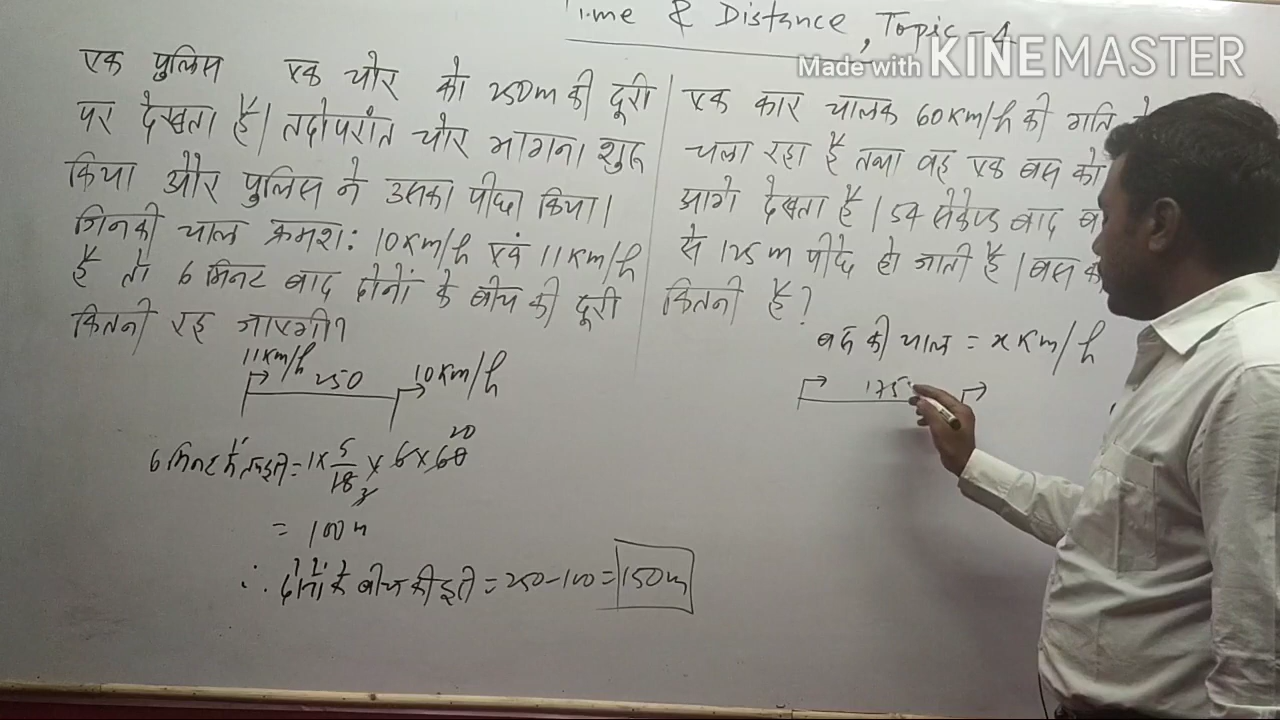 Time & Distance, Topic-4
Made with KINEMASTER
एक पुलिस एक चोर को 250m की दूरी
पर देखता है। तदोपरांत चोर भागना शुरू
किया और पुलिस ने उसका पीछा किया।
जिनकी चाल क्रमश: 10Km/h एवं 11Km/h
है तो 6 मिनट बाद दोनों के बीच की दूरी
कितनी रह जाएगी?
11Km/h 250 10Km/h
6 मिनट में = 1 x 5/18 x 6 x 60
20
= 100m
∴ दोनों के बीच की दूरी = 250-100 = 150m
एक कार चालक 60Km/h की गति
चला रहा है तथा वह एक बस को
आगे देखता है। 54 सेकेण्ड बाद
से 125m पीछे हो जाती है। बस
कितनी है?
बस की चाल = x Km/h
175